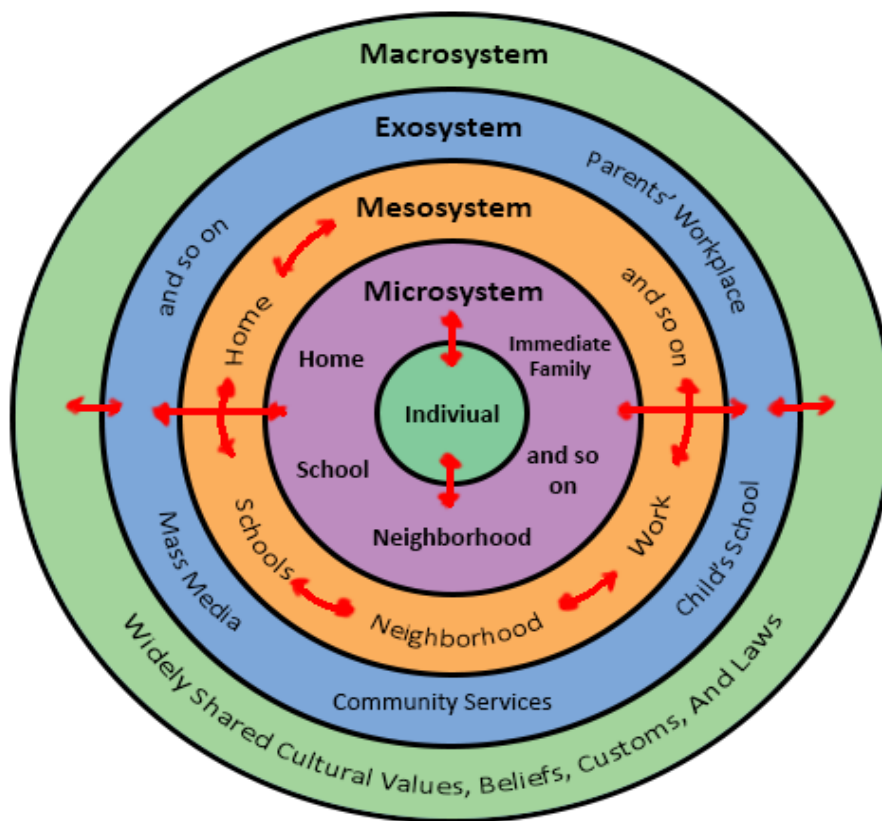 Macrosystem
Exosystem
Parents' Workplace
and so on
Mesosystem
and so on
Home
Microsystem
Home
Immediate
Family
Indiviual
School
and so
on
Neighborhood
Schools
Work
Neighborhood
Mass Media
Child's School
Community Services
Widely Shared Cultural Values, Beliefs, Customs, And Laws